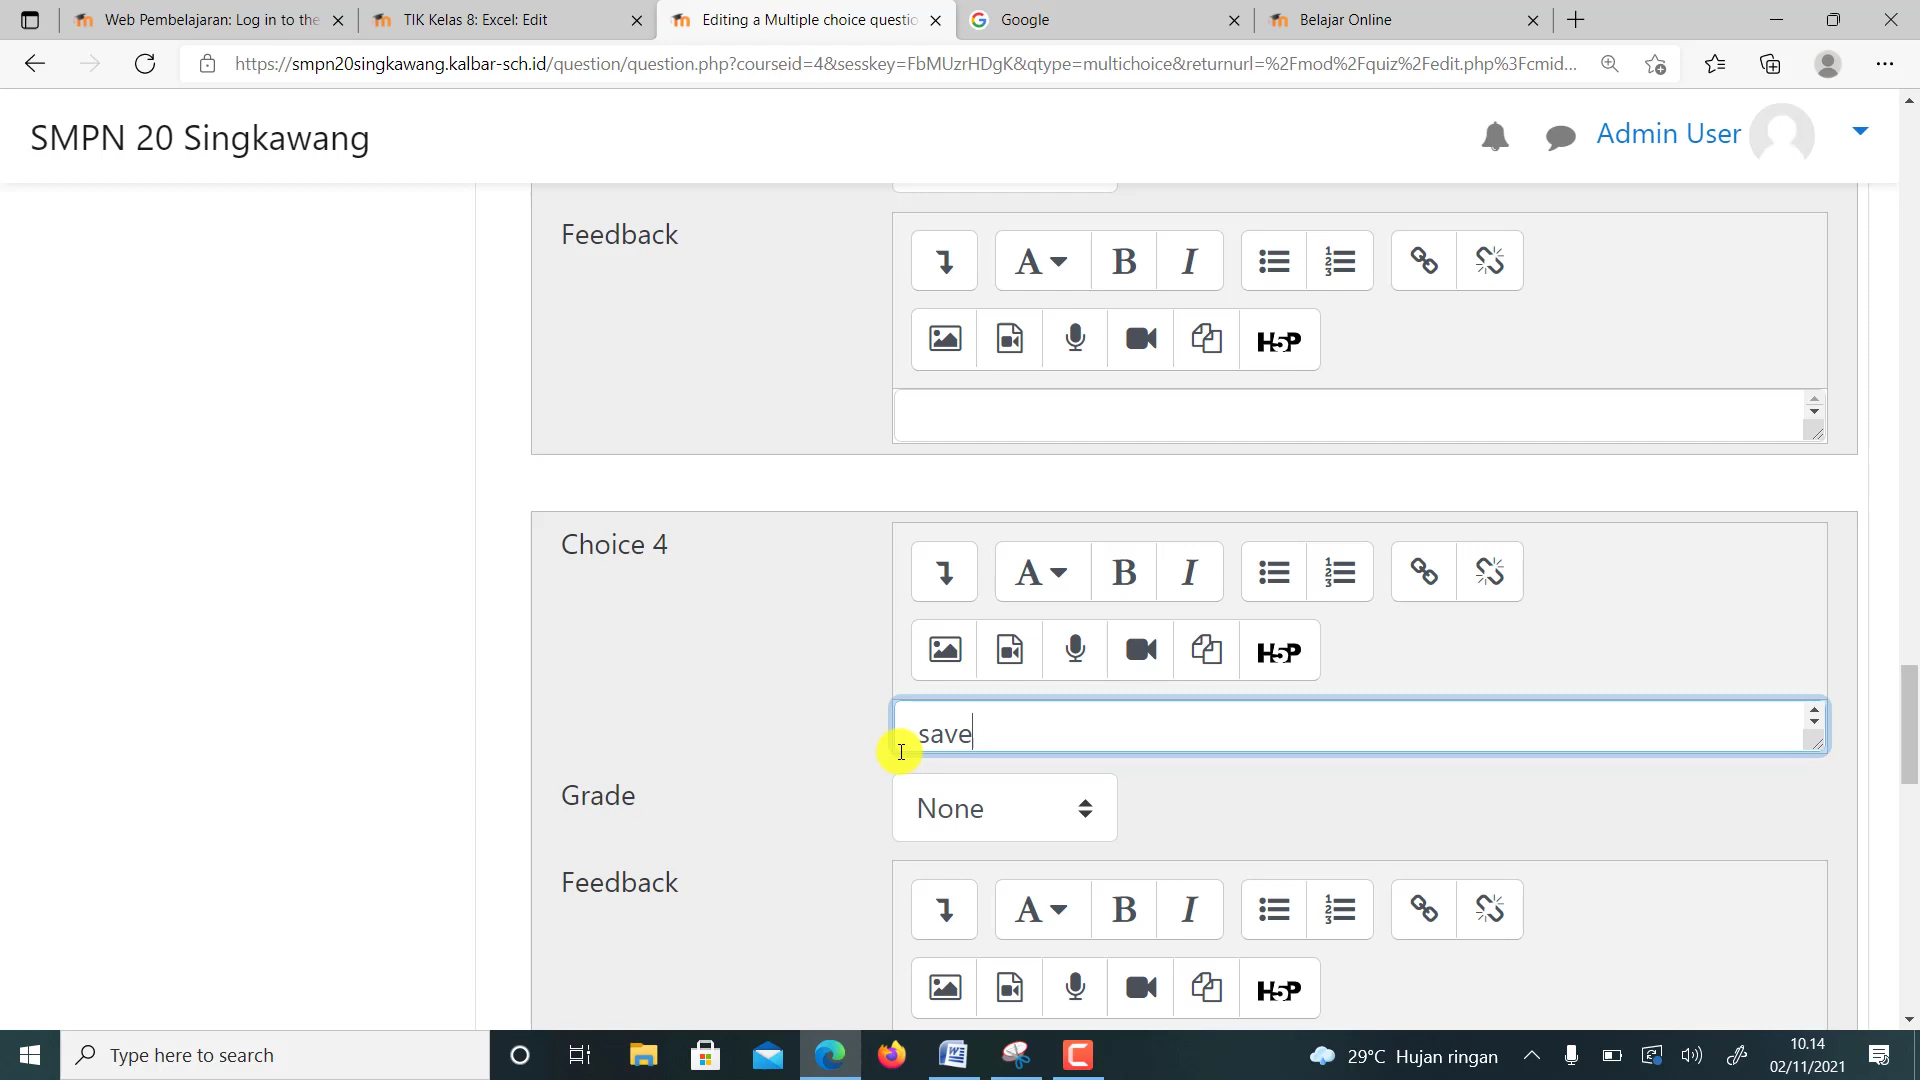 Web Pembelajaran: Log in to the
TIK Kelas 8: Excel: Edit
Editing a Multiple choice questio
Google
Belajar Online
https://smpn20singkawang.kalbar-sch.id/question/question.php?courseid=4&sesskey=FbMUzrHDgK&qtype=multichoice&returnurl=%2Fmod%2Fquiz%2Fedit.php%3Fcmid...
SMPN 20 Singkawang
Admin User
Feedback
A B I
H5P
Choice 4
A B I
H5P
save
Grade
None
Feedback
A B I
H5P
Type here to search
29°C Hujan ringan
10.14
02/11/2021